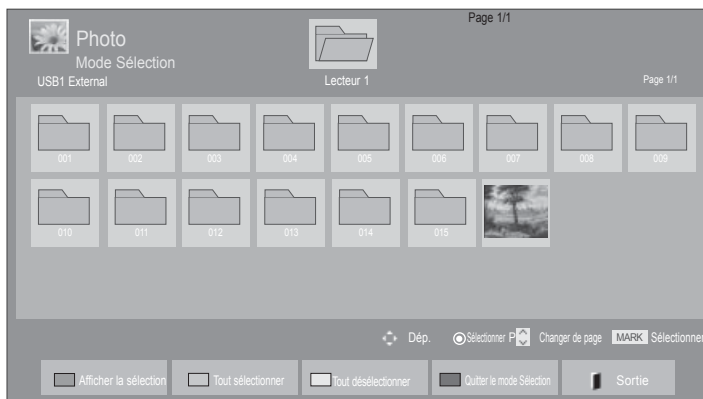 Page 1/1
Photo
Mode Sélection
USB1 External
Lecteur 1
Page 1/1
001 002 003 004 005 006 007 008 009
010 011 012 013 014 015
Dép. Sélectionner P Changer de page MARK Sélectionner
Afficher la sélection Tout sélectionner Tout désélectionner Quitter le mode Sélection Sortie